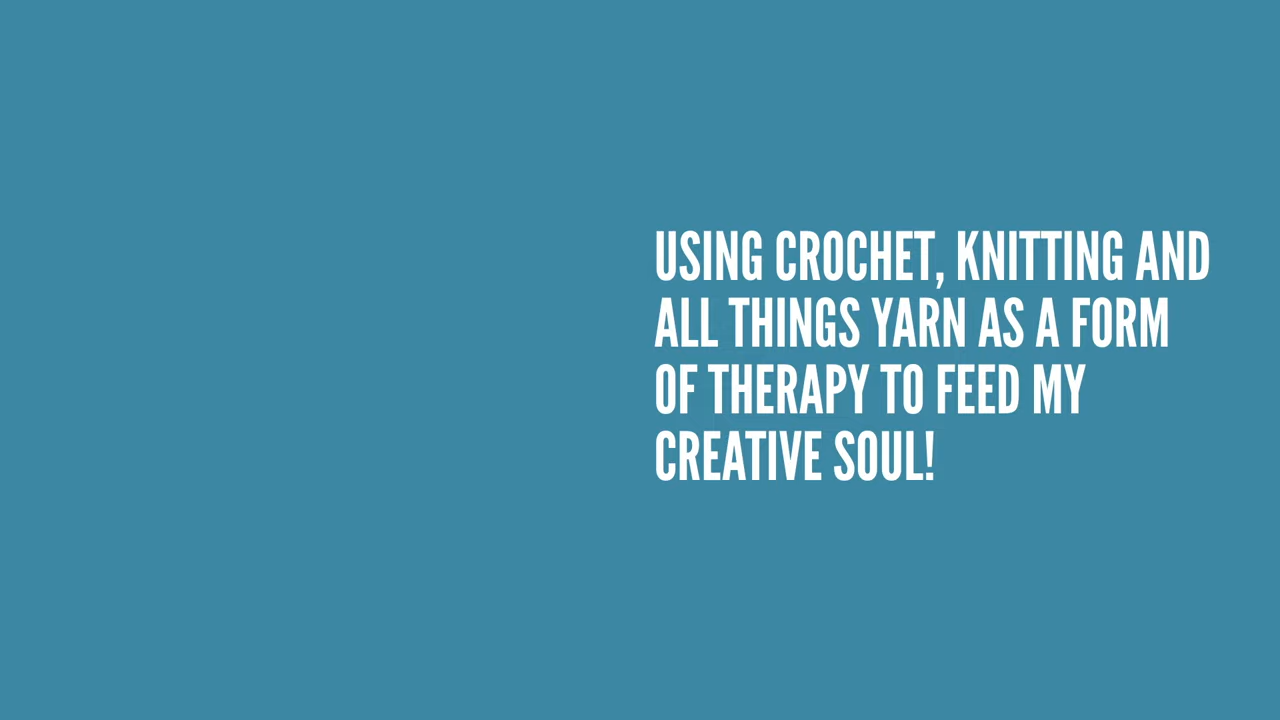 USING CROCHET, KNITTING AND
ALL THINGS YARN AS A FORM
OF THERAPY TO FEED MY
CREATIVE SOUL!